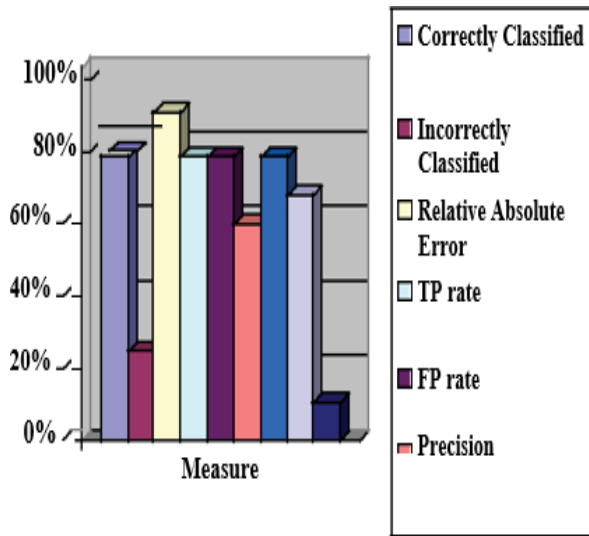 100%
80%
60%
40%
20%
0%
Measure
Correctly Classified
Incorrectly
Classified
Relative Absolute
Error
TP rate
FP rate
Precision